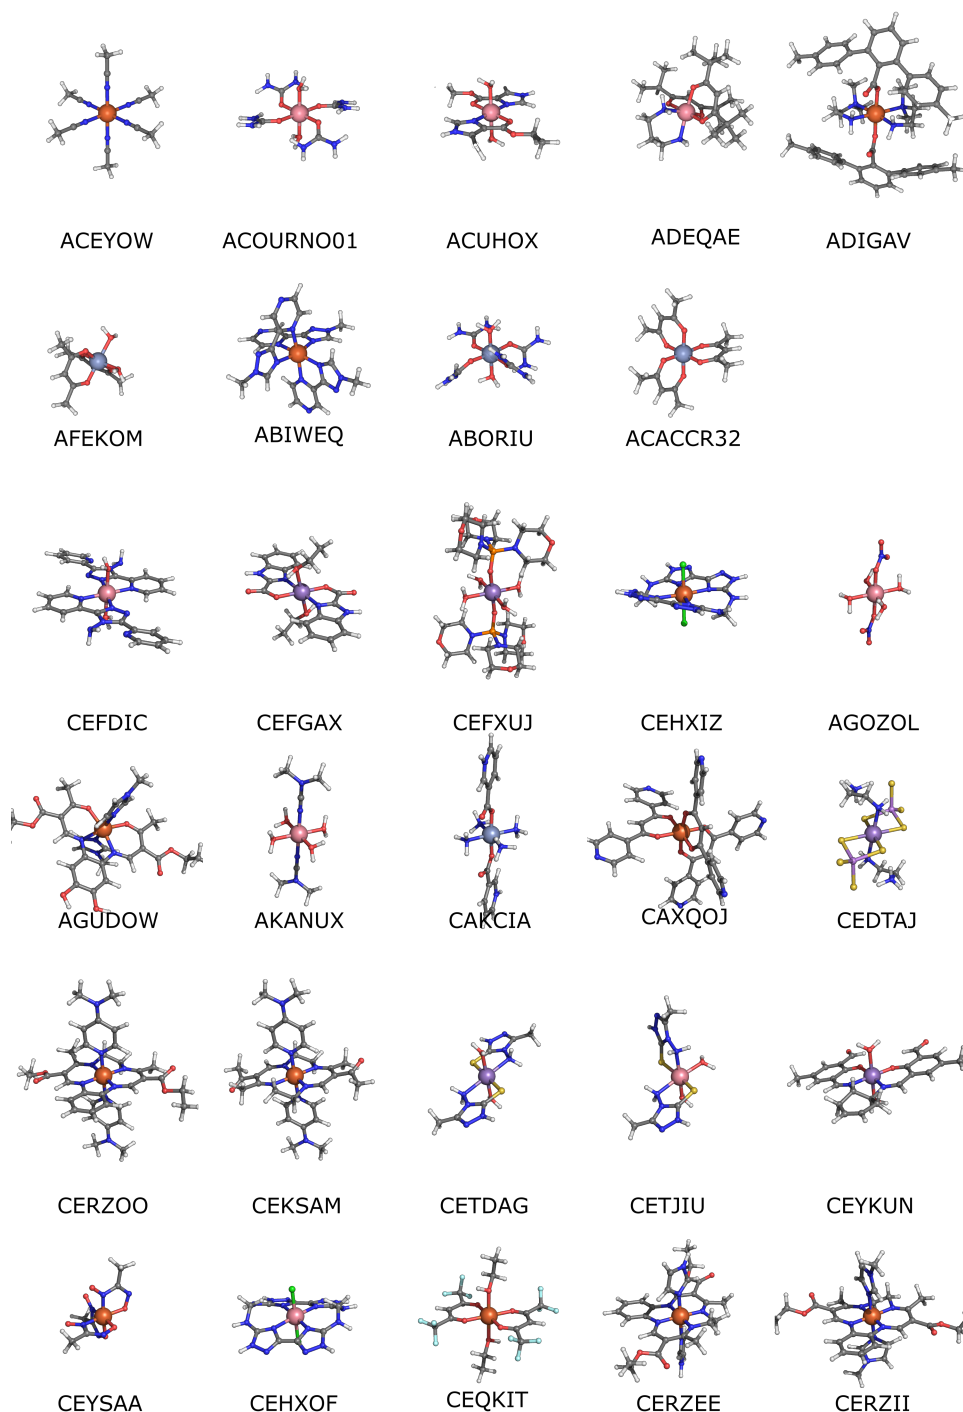 ACEYOW ACOURNO01 ACUHOX ADEQAE ADIGAV
AFEKOM ABIWEQ ABORIU ACACCR32
CEFDIC CEFGAX CEFXUJ CEHXIZ AGOZOL
AGUDOW AKANUX CAKCIA CAXQOJ CEDTAJ
CERZOO CEKSAM CETDAG CETJIU CEYKUN
CEYSAA CEHXOF CEQKIT CERZEE CERZII